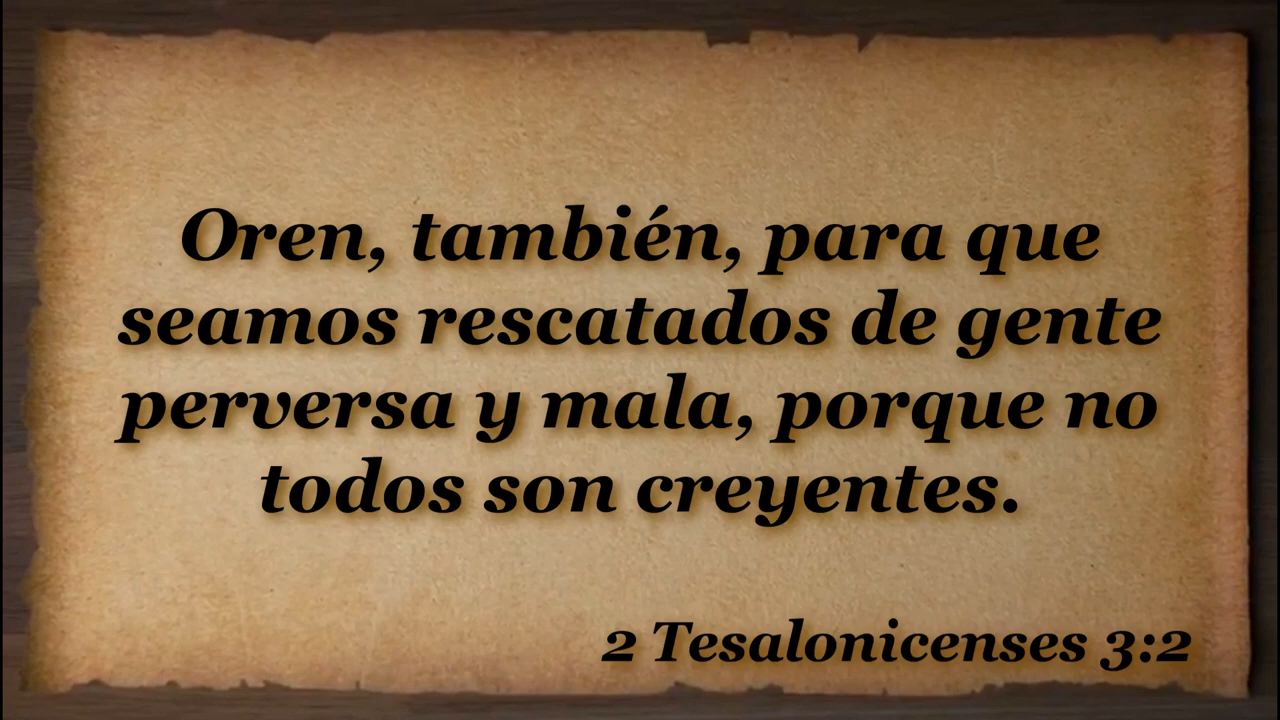 Oren, también, para que
seamos rescatados de gente
perversa y mala, porque no
todos son creyentes.
2 Tesalonicenses 3:2